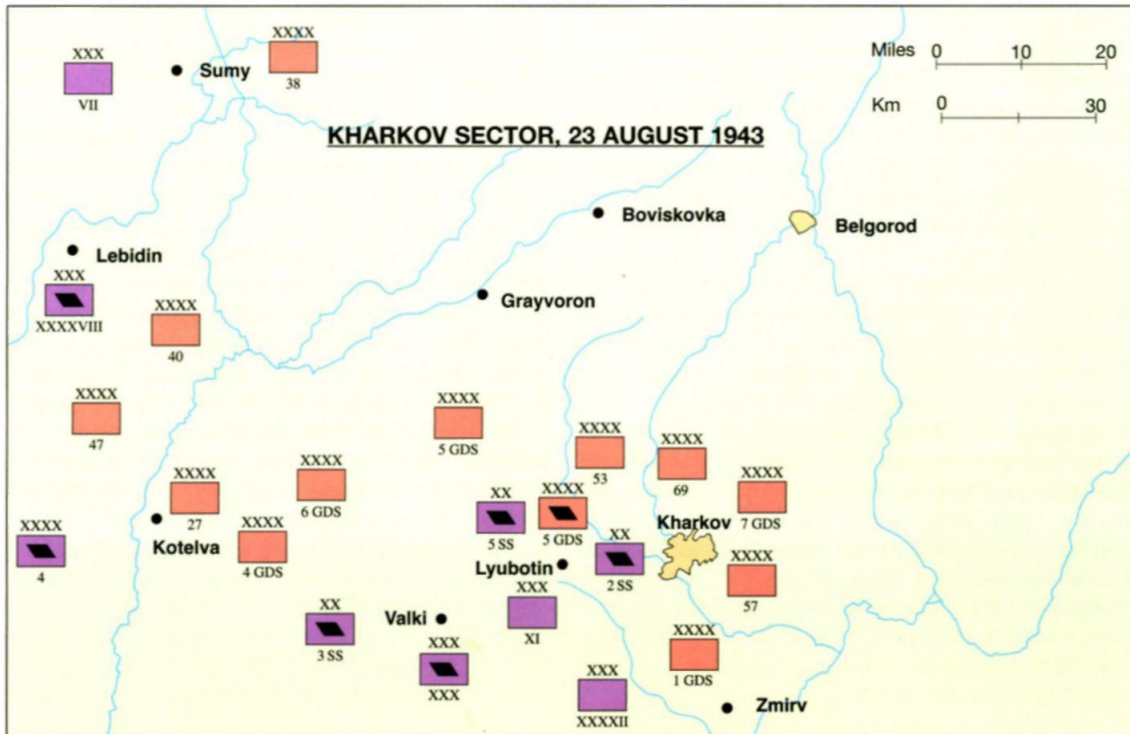 XXX
VII
Sumy
XXXX
38
Miles 0 10 20
Km 0 30
KHARKOV SECTOR, 23 AUGUST 1943
Boviskovka
Belgorod
Lebidin
XXX
XXXXVIII
Grayvoron
XXXX
40
XXXX
47
XXXX
5 GDS
XXXX
53
XXXX
69
XXXX
7 GDS
XXXX
27
XXXX
6 GDS
Kotelva
XXXX
4 GDS
XXXX
4
XX
5 SS
XXXX
5 GDS
Kharkov
XX
2 SS
Lyubotin
XXXX
57
XX
3 SS
Valki
XXX
XXX
XXX
XI
XXXX
1 GDS
XXX
XXXXII
Zmirv